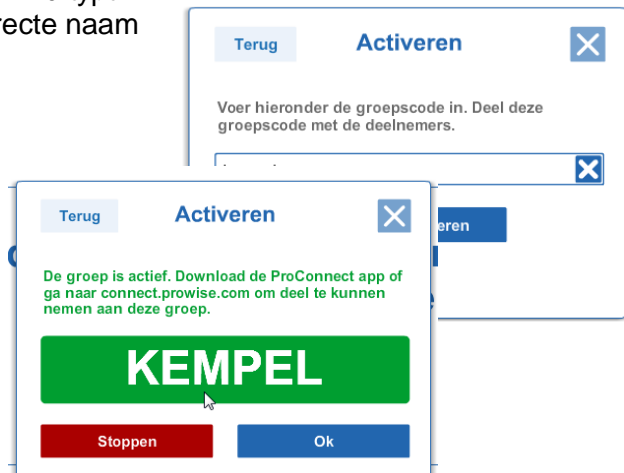 recte naam
Terug
Activeren
Voer hieronder de groepscode in. Deel deze
groepscode met de deelnemers.
eren
Terug
Activeren
De groep is actief. Download de ProConnect app of
ga naar connect.prowise.com om deel te kunnen
nemen aan deze groep.
KEMPEL
Stoppen
Ok